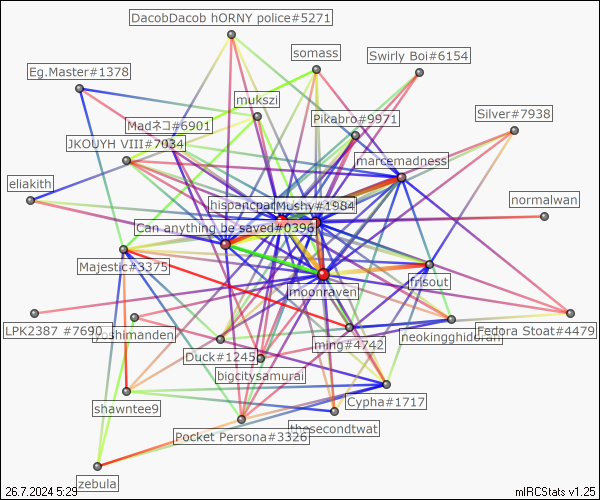 DacobDacob hORNY police#5271
somass
Swirly Boi#6154
Eg.Master#1378
mukszi
Silver#7938
Pikabro#9971
Madネコ#6901
JKOUYH VIII#7034
marcemadness
eliakith
normalwan
Mushy#1984
Can anything be saved#0396
Majestic#3375
frisout
moonraven
LPK2387 #7690
Fedora Stoat#4479
neokingghidorah
ming#4742
Duck#1245
bigcitysamurai
shawntee9
Cypha#1717
thesecondtwat
Pocket Persona#3326
zebula
26.7.2024 5:29
mIRCStats v1.25